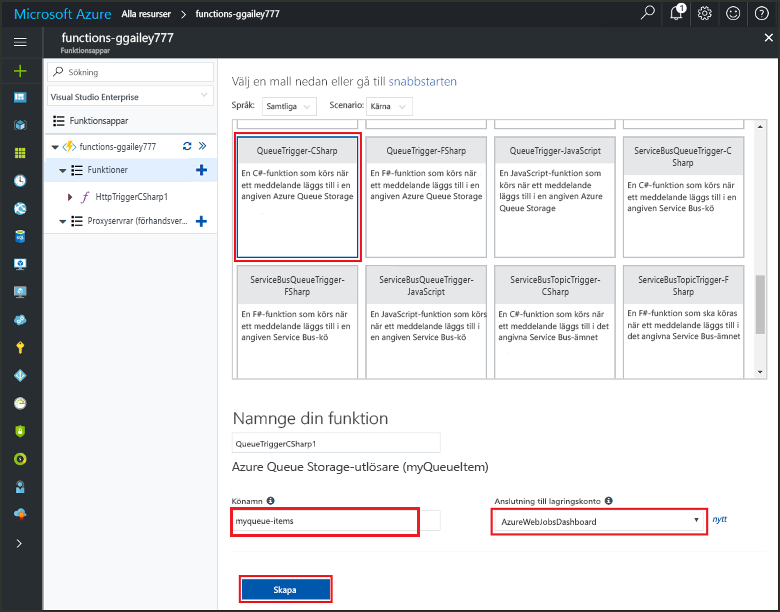 Microsoft Azure Alla resurser > functions-ggailey777
1
functions-ggailey777
Funktionsappar
Sökning
Visual Studio Enterprise
Funktionsappar
functions-ggailey777
Funktioner
HttpTriggerCSharp1
Proxyservrar (förhandsver...
Välj en mall nedan eller gå till snabbstarten
Språk: Samtliga Scenario: Kärna
QueueTrigger-CSharp
En C#-funktion som körs när
ett meddelande läggs till i en
angiven Azure Queue Storage
QueueTrigger-FSharp
En F#-funktion som körs när
ett meddelande läggs till i en
angiven Azure Queue Storage
QueueTrigger-JavaScript
En JavaScript-funktion som
körs när ett meddelande
läggs till i en angiven Azure
Queue Storage
ServiceBusQueueTrigger-C
Sharp
En C#-funktion som körs när
ett meddelande läggs till i en
angiven Service Bus-kö
ServiceBusQueueTrigger-
FSharp
En F#-funktion som körs när
ett meddelande läggs till i en
angiven Service Bus-kö
ServiceBusQueueTrigger-
JavaScript
En JavaScript-funktion som körs
när ett meddelande läggs till i
en angiven Service Bus-kö
ServiceBusTopicTrigger-
CSharp
En C#-funktion som körs när
ett meddelande läggs till i det
angivna Service Bus-ämnet
ServiceBusTopicTrigger-F
Sharp
En F#-funktion som ska köras
när ett meddelande läggs till i
det angivna Service Bus-ämnet
Namnge din funktion
QueueTriggerCSharp1
Azure Queue Storage-utlösare (myQueueItem)
Könamn
myqueue-items
Anslutning till lagringskonto
AzureWebJobsDashboard
nytt
Skapa